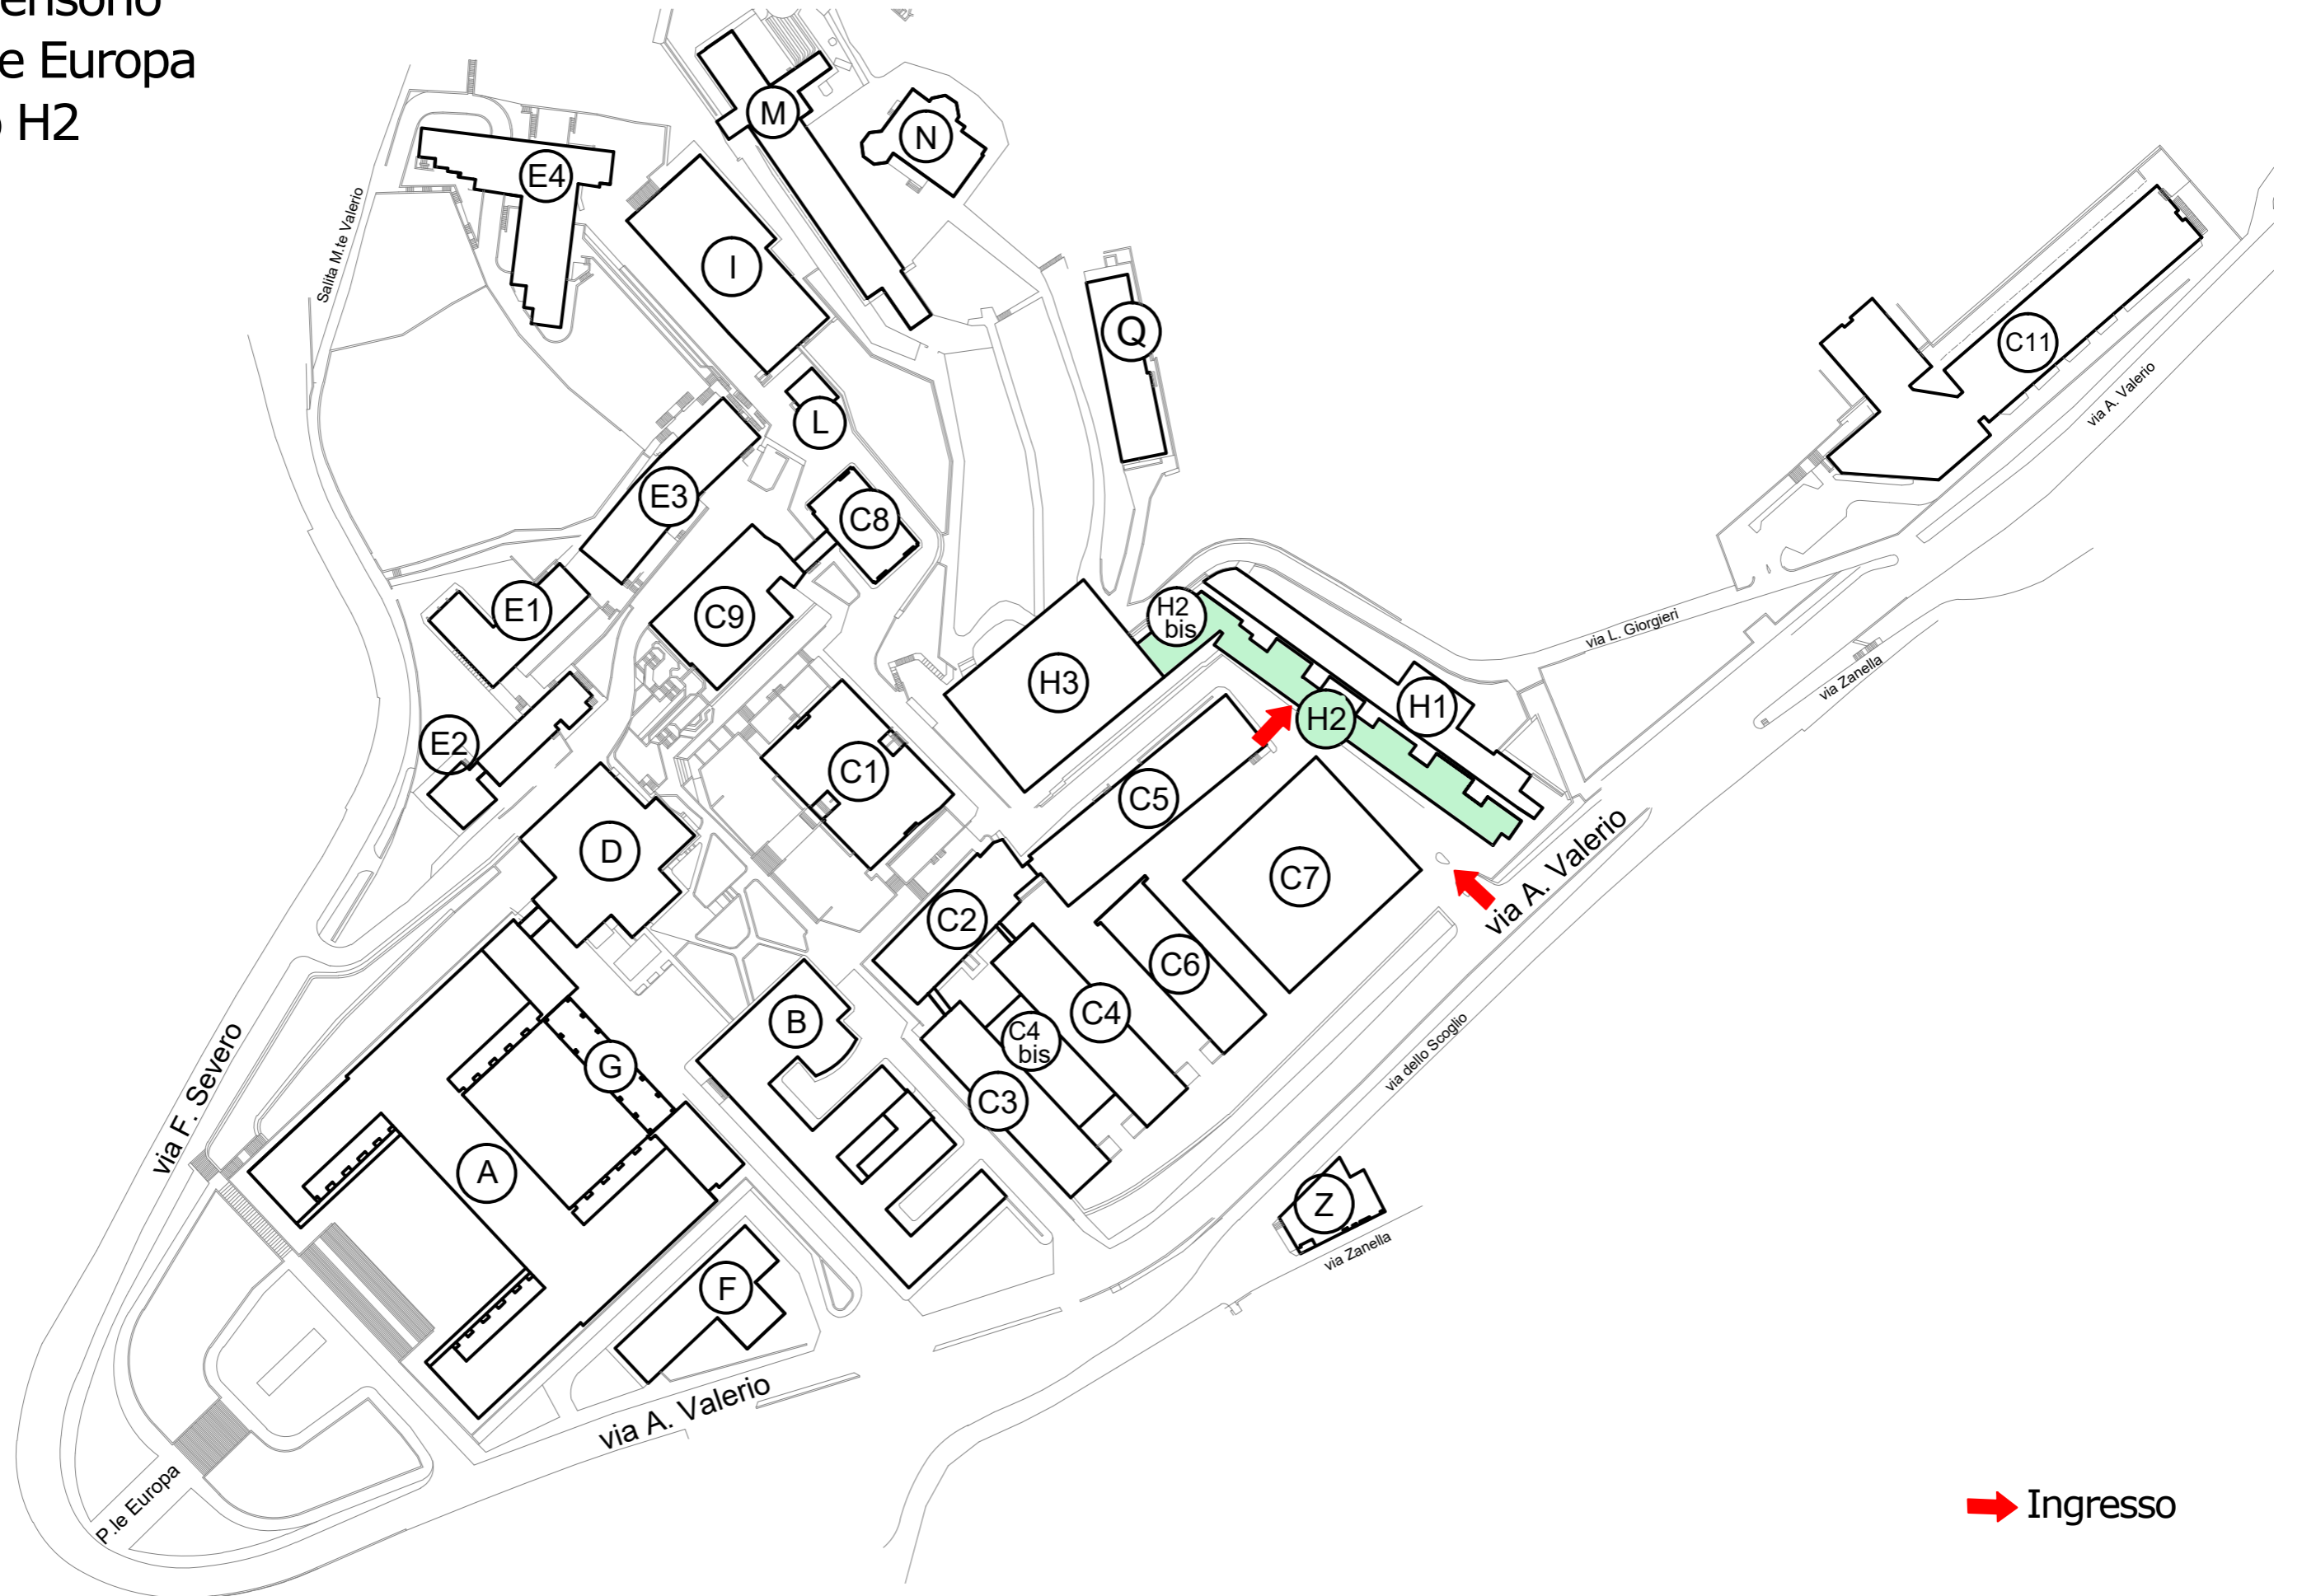 e Europa
H2
M
N
E4
Salita M.te Valerio
I
Q
C11
via A. Valerio
L
E3
C8
E1
C9
H2
bis
via L. Giorgieri
H3
via Zanella
H1
H2
E2
C1
C5
D
via A. Valerio
C7
C2
C6
B
C4
C4
bis
via F. Severo
G
via dello Scoglio
C3
A
Z
via Zanella
F
via A. Valerio
P.le Europa
Ingresso